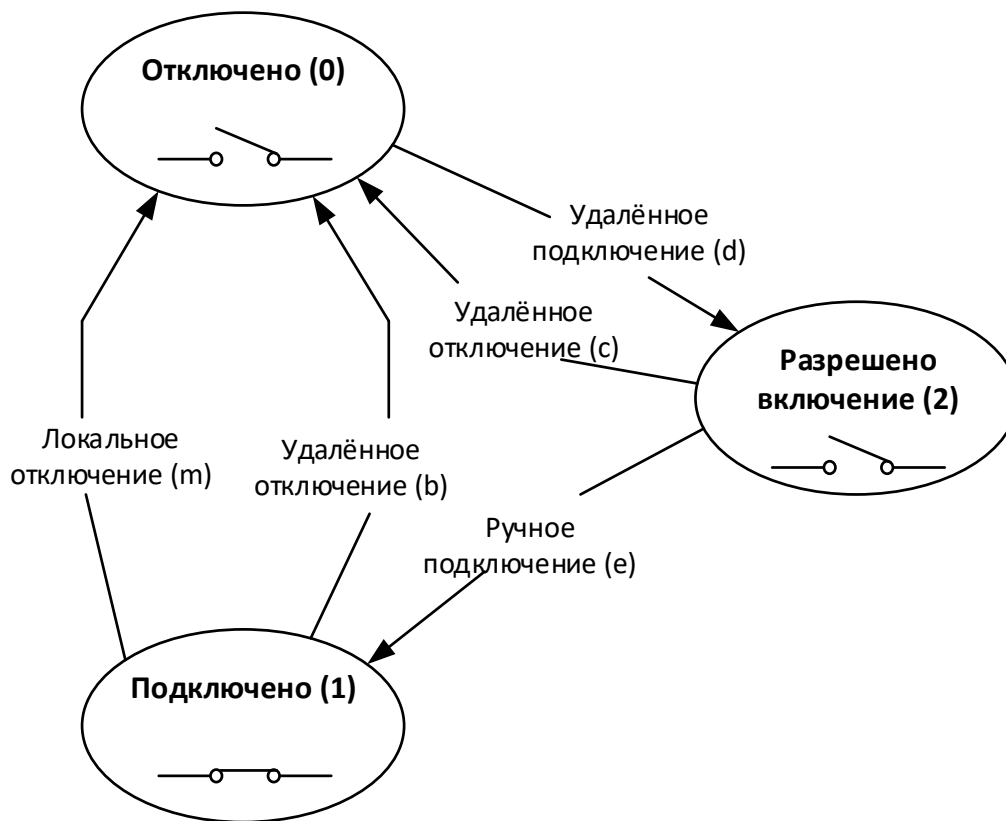 Отключено (0)
Удалённое
подключение (d)
Удалённое
отключение (c)
Разрешено
включение (2)
Локальное
отключение (m)
Удалённое
отключение (b)
Ручное
подключение (e)
Подключено (1)